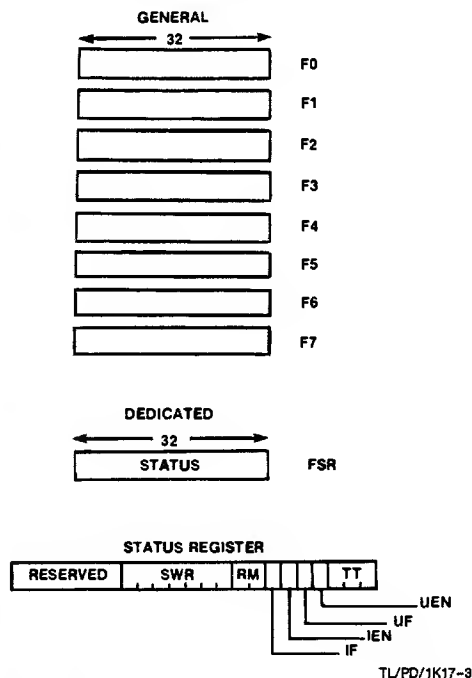 GENERAL
32
F0
F1
F2
F3
F4
F5
F6
F7
DEDICATED
32
STATUS FSR
STATUS REGISTER
RESERVED SWR RM TT
UEN
UF
IEN
IF
TL/PD/1K17-3